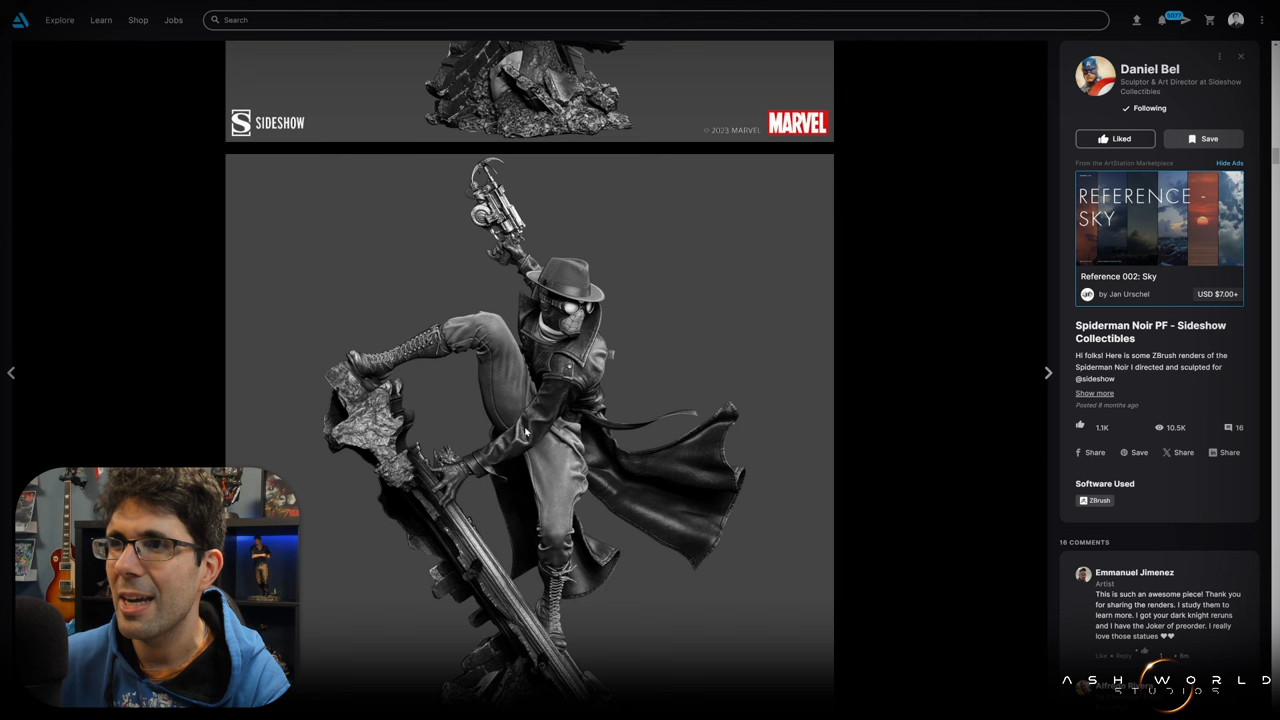 Explore
Learn
Shop
Jobs
Search
SIDESHOW
© 2023 MARVEL
MARVEL
Daniel Bel
Sculptor & Art Director at Sideshow
Collectibles
Following
Liked
Save
From the ArtStation Marketplace
Hide Ads
REFERENCE -
SKY
Reference 002: Sky
by Jan Urschel
USD $7.00+
Spiderman Noir PF - Sideshow
Collectibles
Hi folks! Here is some ZBrush renders of the
Spiderman Noir I directed and sculpted for
@sideshow
Show more
Posted 8 months ago
1.1K
10.5K
16
Share
Save
Share
Share
Software Used
ZBrush
16 COMMENTS
Emmanuel Jimenez
Artist
This is such an awesome piece! Thank you
for sharing the renders. I study them to
learn more. I got your dark knight reruns
and I have the Joker of preorder. I really
love those statues
Like • Reply • 1 • 8m
ASH WORLD
STUDIOS